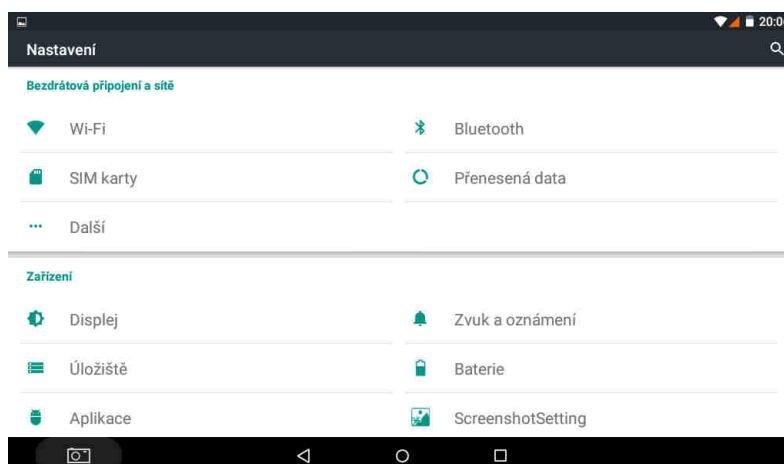 20:0
Nastavení
Bezdrátová připojení a sítě
Wi-Fi
Bluetooth
SIM karty
Přenesená data
Další
Zařízení
Displej
Zvuk a oznámení
Úložiště
Baterie
Aplikace
ScreenshotSetting